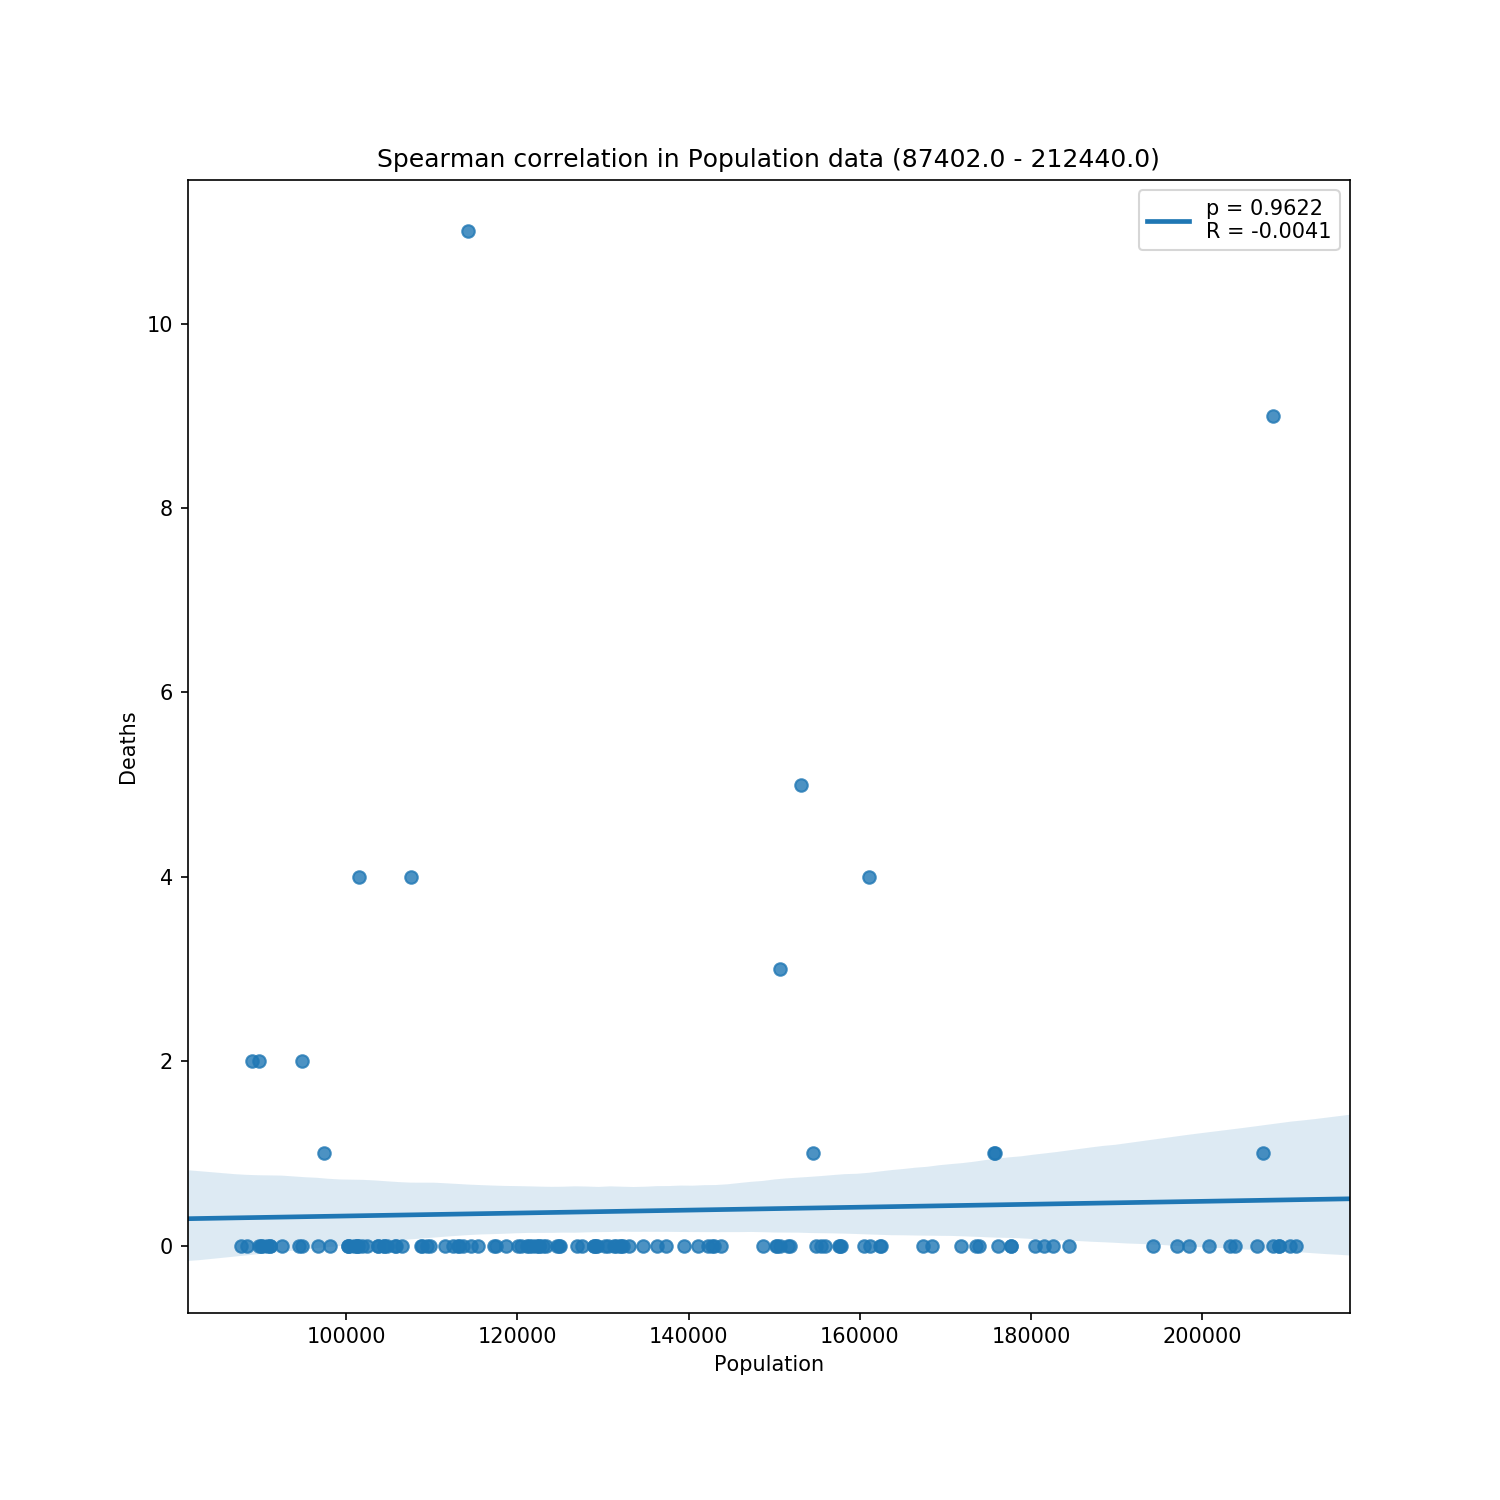 Spearman correlation in Population data (87402.0 - 212440.0)
p = 0.9622
R = -0.0041
10
8
6
4
2
0
Deaths
100000 120000 140000 160000 180000 200000
Population